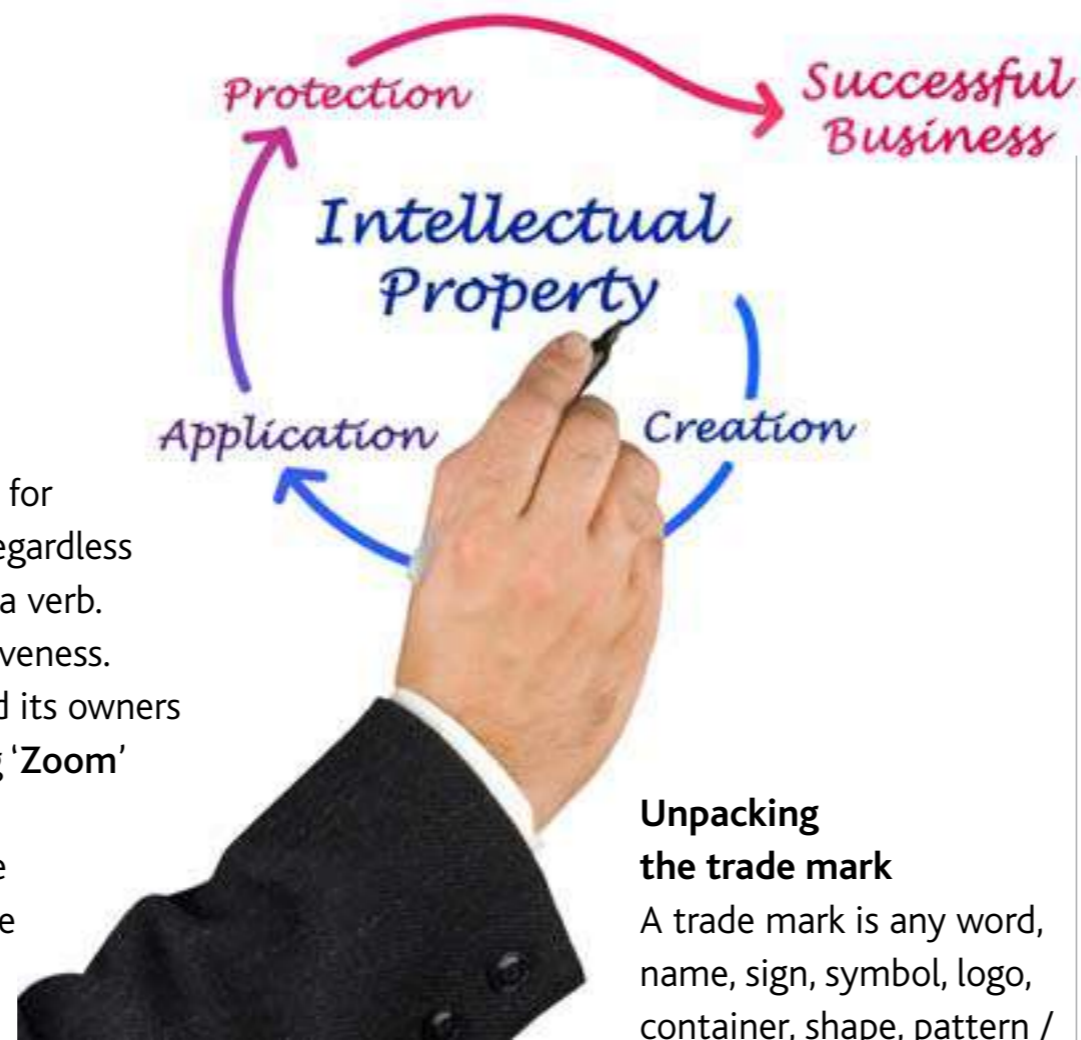 Protection
Successful
Business
Intellectual
Property
Application
Creation
for
egardless
a verb.
veness.
d its owners
g ‘Zoom’
e
e
Unpacking
the trade mark
A trade mark is any word,
name, sign, symbol, logo,
container, shape, pattern /